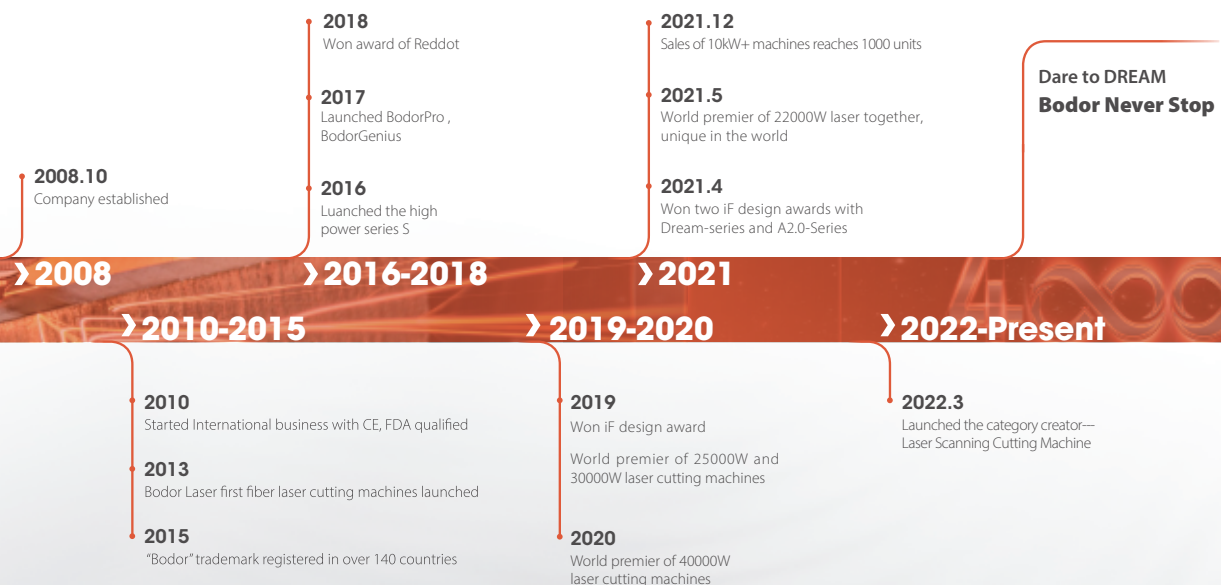 2018
Won award of Reddot
2017
Launched BodorPro ,
BodorGenius
2016
Luanched the high
power series S
2021.12
Sales of 10kW+ machines reaches 1000 units
2021.5
World premier of 22000W laser together,
unique in the world
2021.4
Won two iF design awards with
Dream-series and A2.0-Series
Dare to DREAM
Bodor Never Stop
2008.10
Company established
2008
2016-2018
2021
2010-2015
2019-2020
2022-Present
2010
Started International business with CE, FDA qualified
2013
Bodor Laser first fiber laser cutting machines launched
2015
"Bodor" trademark registered in over 140 countries
2019
Won iF design award
World premier of 25000W and
30000W laser cutting machines
2020
World premier of 40000W
laser cutting machines
2022.3
Launched the category creator---
Laser Scanning Cutting Machine